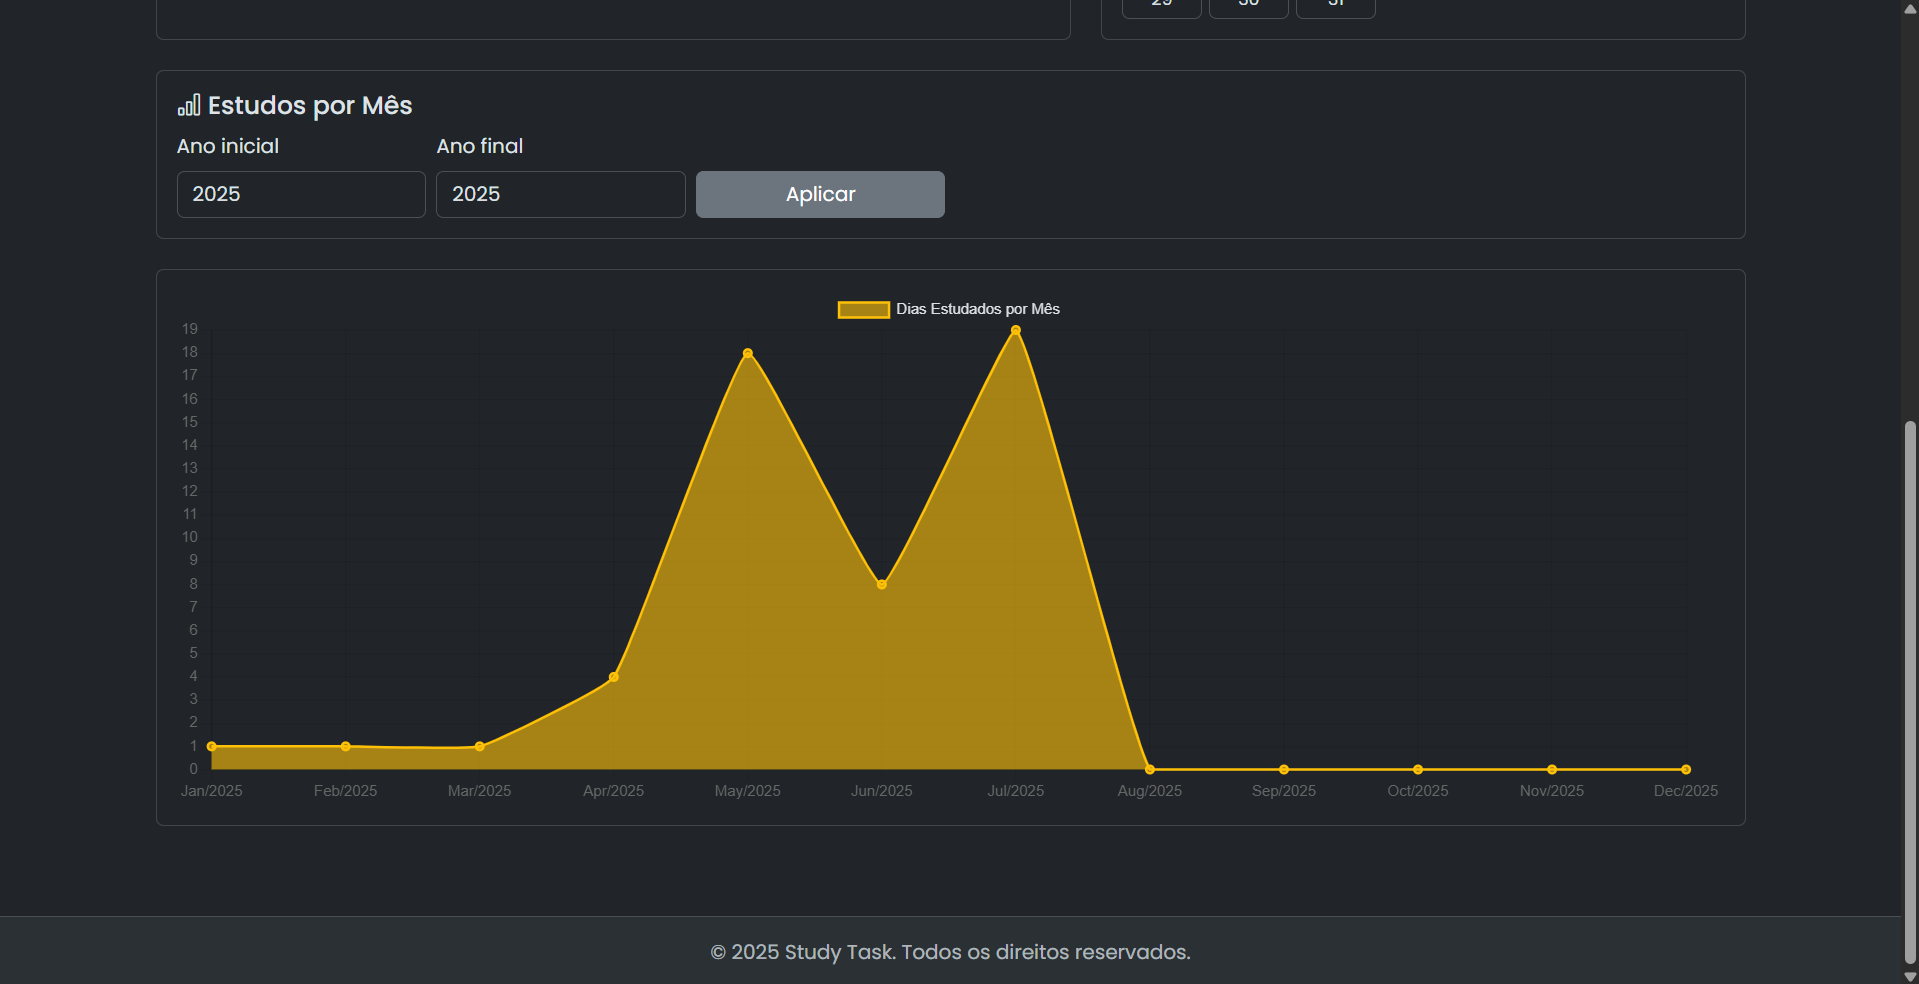 29 30 31
Estudos por Mês
Ano inicial Ano final
2025 2025 Aplicar
Dias Estudados por Mês
19
18
17
16
15
14
13
12
11
10
9
8
7
6
5
4
3
2
1
0
Jan/2025 Feb/2025 Mar/2025 Apr/2025 May/2025 Jun/2025 Jul/2025 Aug/2025 Sep/2025 Oct/2025 Nov/2025 Dec/2025
© 2025 Study Task. Todos os direitos reservados.